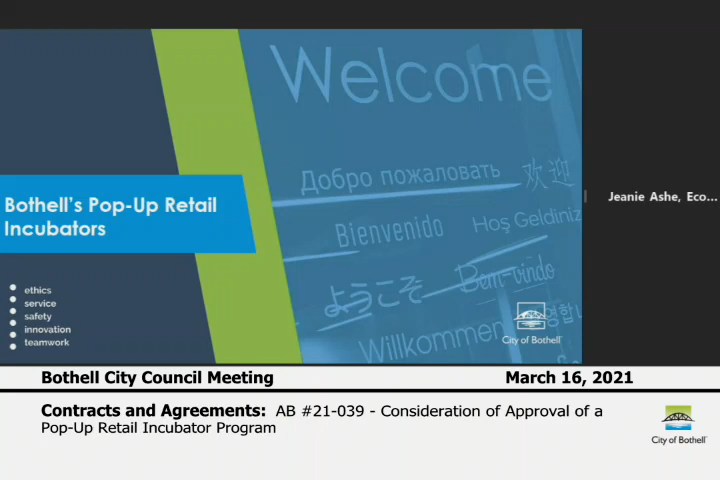 Welcome
Добро пожаловать
欢迎
Bienvenido
Hoş Geldiniz
ようこそ
Bem-vindo
Willkommen
Bothell's Pop-Up Retail
Incubators
ethics
service
safety
innovation
teamwork
City of Bothell
Jeanie Ashe, Eco...
Bothell City Council Meeting
March 16, 2021
Contracts and Agreements: AB #21-039 - Consideration of Approval of a
Pop-Up Retail Incubator Program
City of Bothell